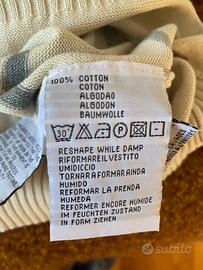 100% COTTON
COTON
ALGODAO
ALGODON
BAUMWOLLE
30°
RESHAPE WHILE DAMP
RIFORMARE IL VESTITO
UMIDICCIO
TORNAR A FORMAR AINDA
HUMIDO
REFORMAR LA PRENDA
HUMEDA
REFORMER ENCORE HUMIDE
IM FEUCHTEN ZUSTAND
IN FORM ZIEHEN
subito